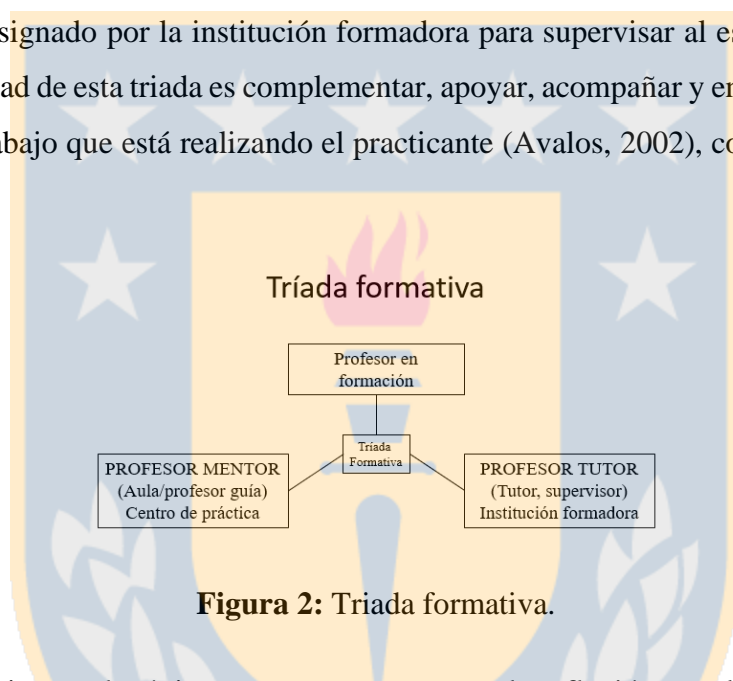 signado por la institución formadora para supervisar al es
ad de esta triada es complementar, apoyar, acompañar y en
abajo que está realizando el practicante (Avalos, 2002), co
Tríada formativa
Profesor en
formación
Tríada
Formativa
PROFESOR MENTOR
(Aula/profesor guía)
Centro de práctica
PROFESOR TUTOR
(Tutor, supervisor)
Institución formadora
Figura 2: Triada formativa.